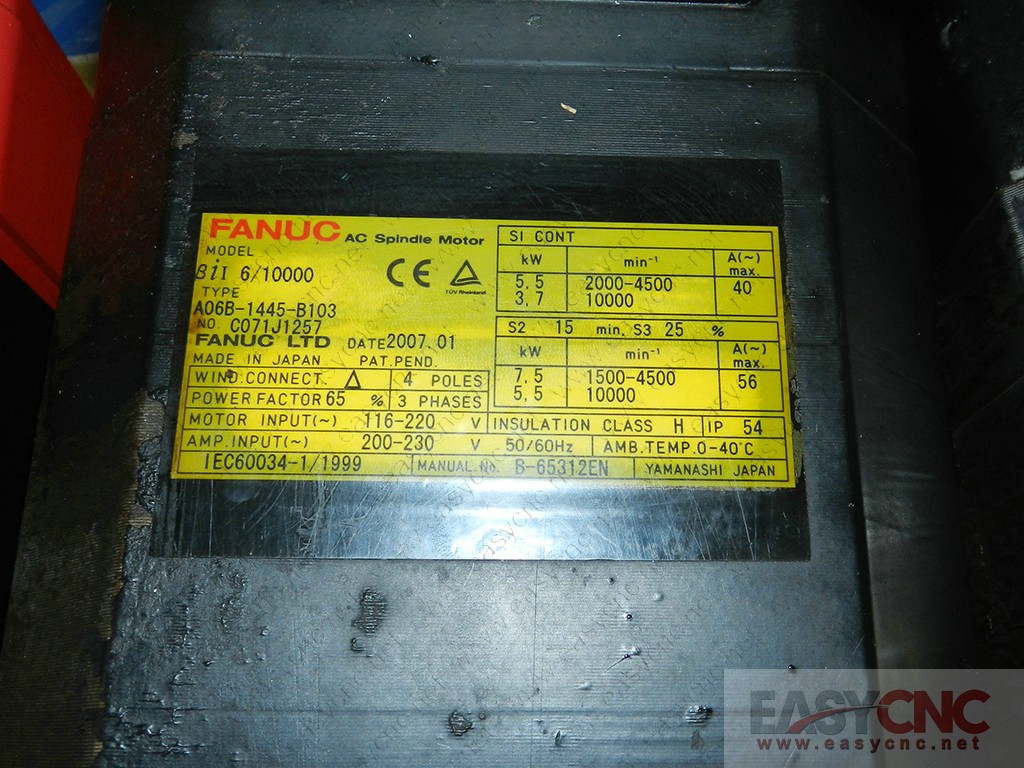 FANUC AC Spindle Motor
MODEL
βiI 6/10000
CE TÜV Rheinland
TYPE
A06B-1445-B103
NO. C071J1257
FANUC LTD DATE 2007.01
MADE IN JAPAN PAT.PEND.
WIND.CONNECT. Δ 4 POLES
POWER FACTOR 65 % 3 PHASES
S1 CONT
kW min-1 A(~) max.
5,5 2000-4500 40
3,7 10000
S2 15 min. S3 25 %
kW min-1 A(~) max.
7,5 1500-4500 56
5,5 10000
MOTOR INPUT(~) 116-220 V INSULATION CLASS H IP 54
AMP.INPUT(~) 200-230 V 50/60Hz AMB.TEMP.0-40°C
IEC60034-1/1999 MANUAL.No. B-65312EN YAMANASHI JAPAN
EASYCNC
www.easycnc.net